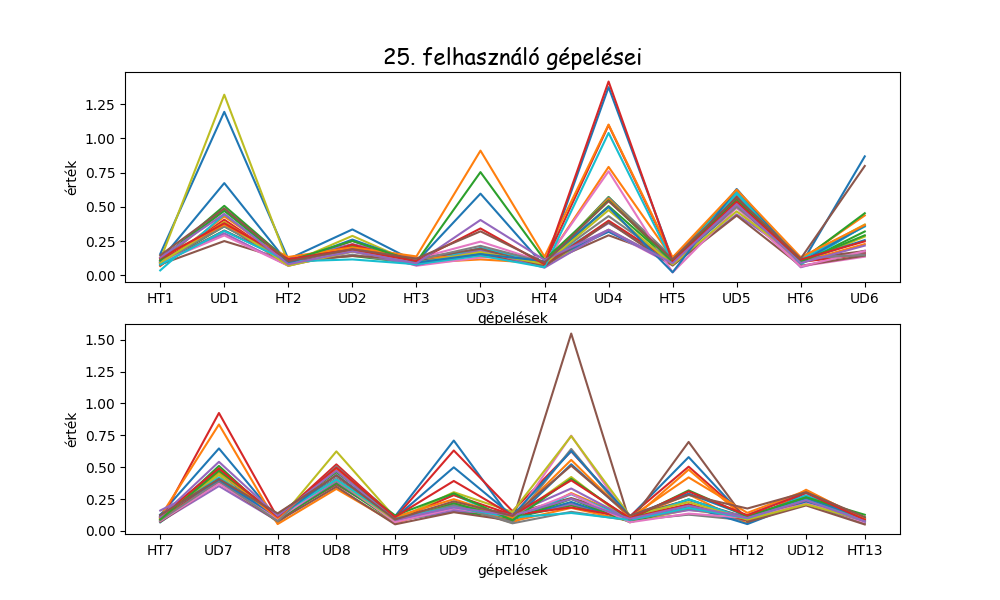 25. felhasználó gépelései
1.25
1.00
0.75
0.50
0.25
0.00
érték
HT1 UD1 HT2 UD2 HT3 UD3 HT4 UD4 HT5 UD5 HT6 UD6
gépelések
1.50
1.25
1.00
0.75
0.50
0.25
0.00
érték
HT7 UD7 HT8 UD8 HT9 UD9 HT10 UD10 HT11 UD11 HT12 UD12 HT13
gépelések